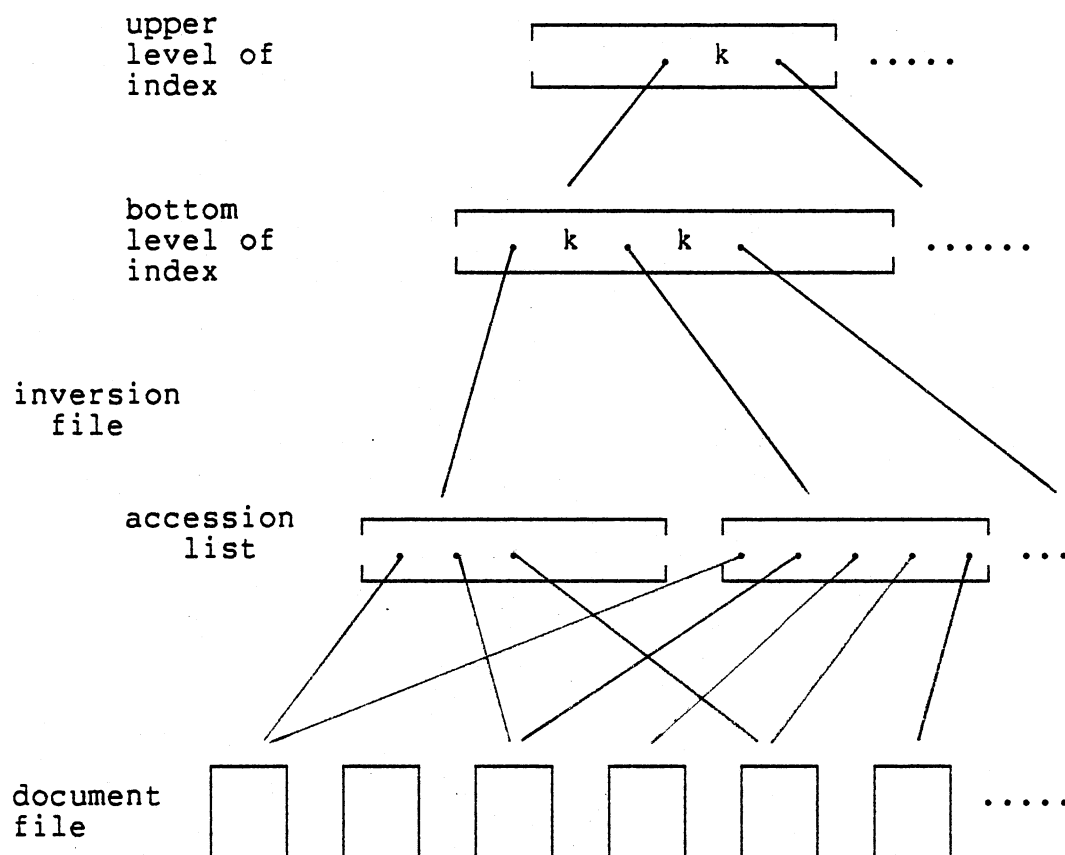 upper
level of
index
k
.....
bottom
level of
index
k k
......
inversion
file
accession
list
...
document
file
.....